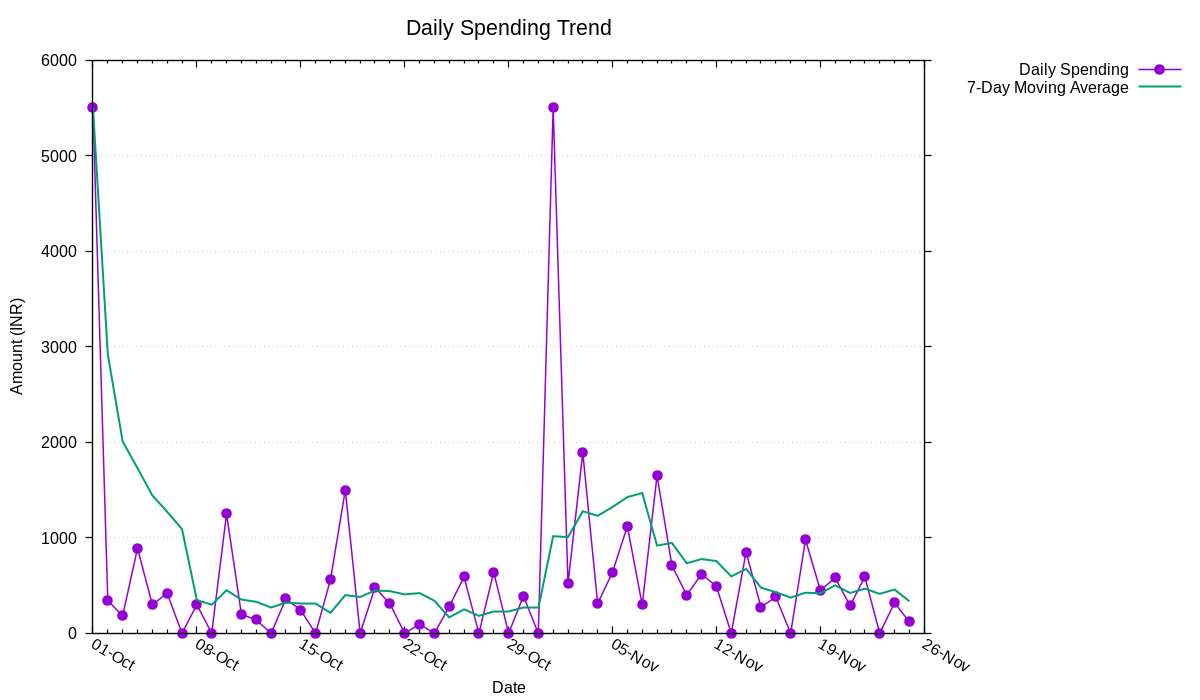 Daily Spending Trend
Daily Spending
7-Day Moving Average
Amount (INR)
6000
5000
4000
3000
2000
1000
0
01-Oct
08-Oct
15-Oct
22-Oct
29-Oct
05-Nov
12-Nov
19-Nov
26-Nov
Date